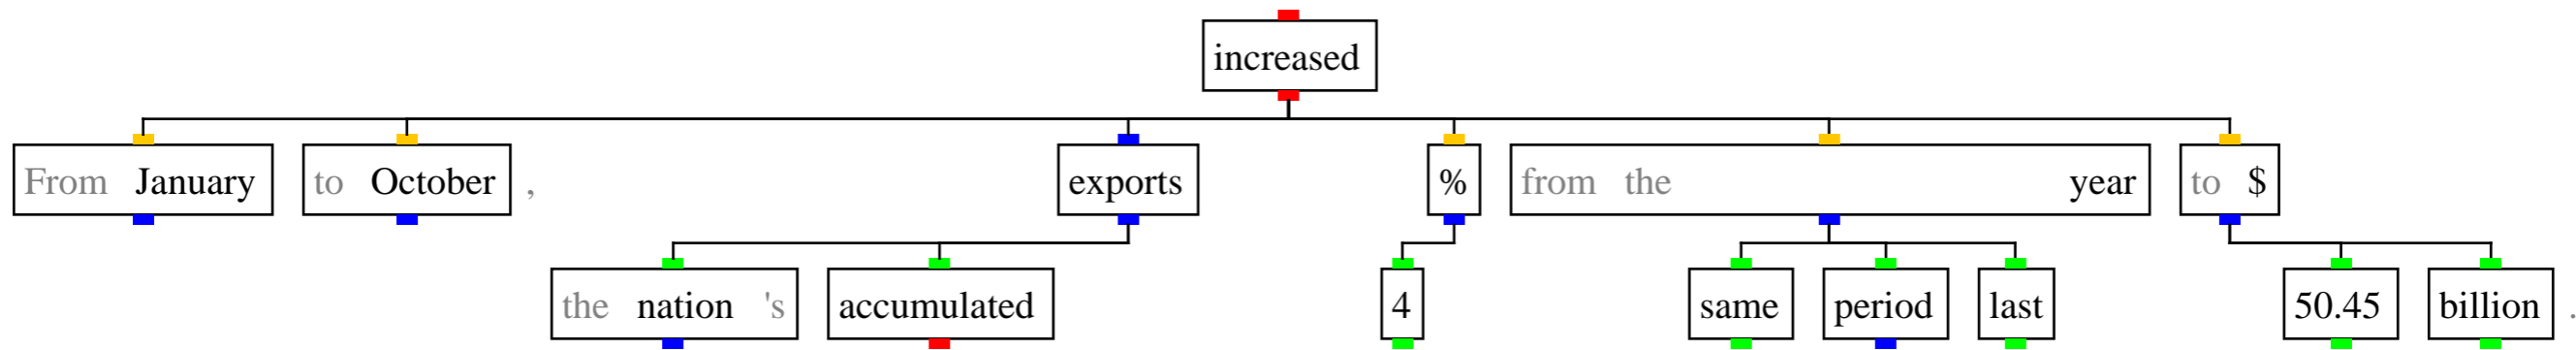 increased
From January to October , exports % from the year to $
the nation 's accumulated 4 same period last 50.45 billion .